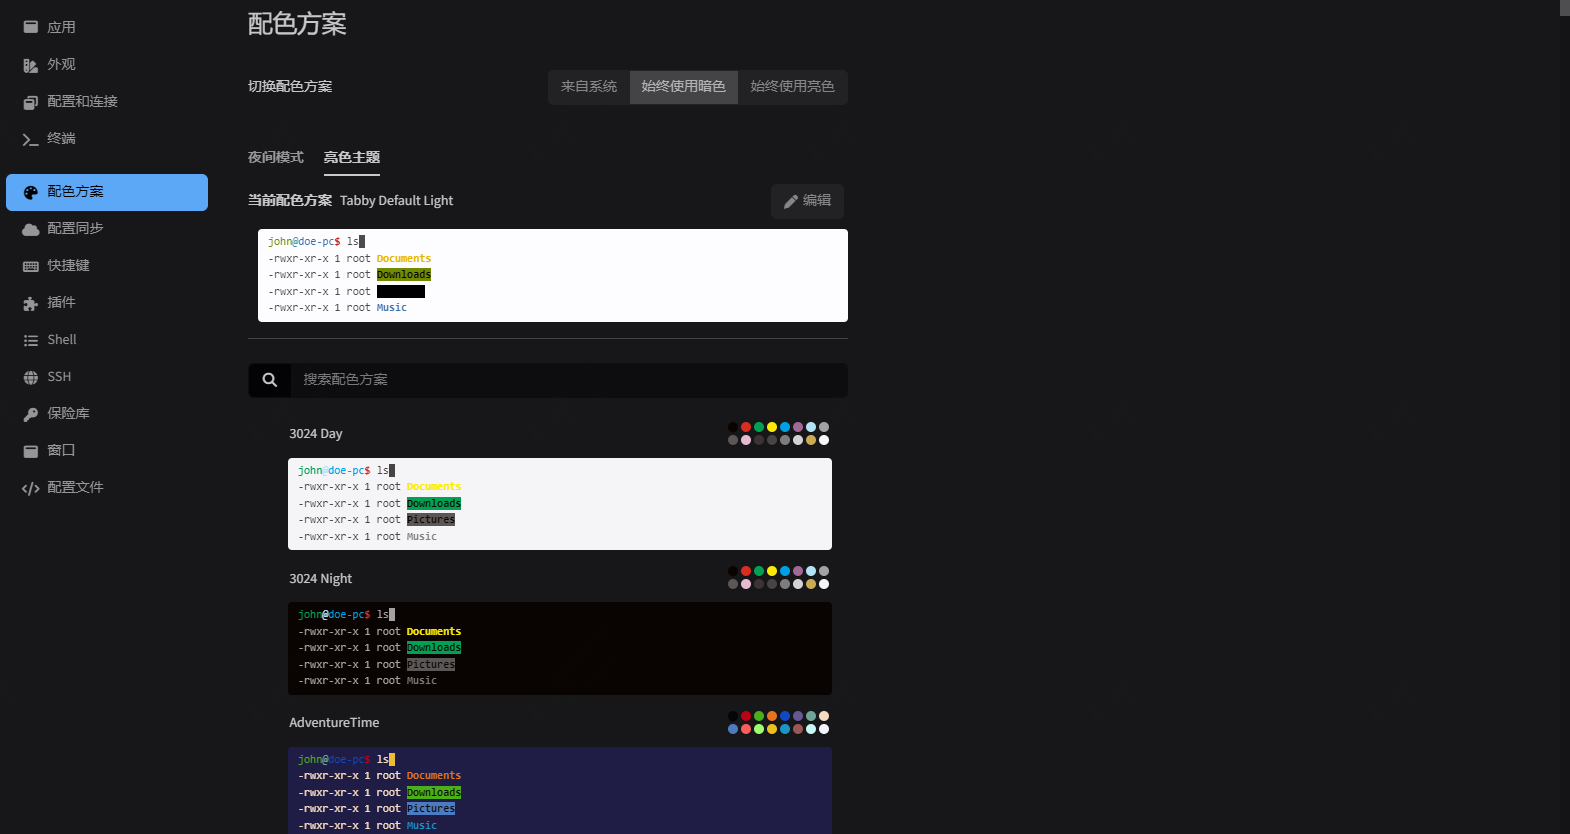 应用
外观
配置和连接
终端
配色方案
配置同步
快捷键
插件
Shell
SSH
保险库
窗口
配置文件
配色方案
切换配色方案
来自系统 始终使用暗色 始终使用亮色
夜间模式 亮色主题
当前配色方案 Tabby Default Light 编辑
john@doe-pc$ ls
-rwxr-xr-x 1 root Documents
-rwxr-xr-x 1 root Downloads
-rwxr-xr-x 1 root
-rwxr-xr-x 1 root Music
搜索配色方案
3024 Day
john@doe-pc$ ls
-rwxr-xr-x 1 root Documents
-rwxr-xr-x 1 root Downloads
-rwxr-xr-x 1 root Pictures
-rwxr-xr-x 1 root Music
3024 Night
john@doe-pc$ ls
-rwxr-xr-x 1 root Documents
-rwxr-xr-x 1 root Downloads
-rwxr-xr-x 1 root Pictures
-rwxr-xr-x 1 root Music
AdventureTime
john@doe-pc$ ls
-rwxr-xr-x 1 root Documents
-rwxr-xr-x 1 root Downloads
-rwxr-xr-x 1 root Pictures
-rwxr-xr-x 1 root Music